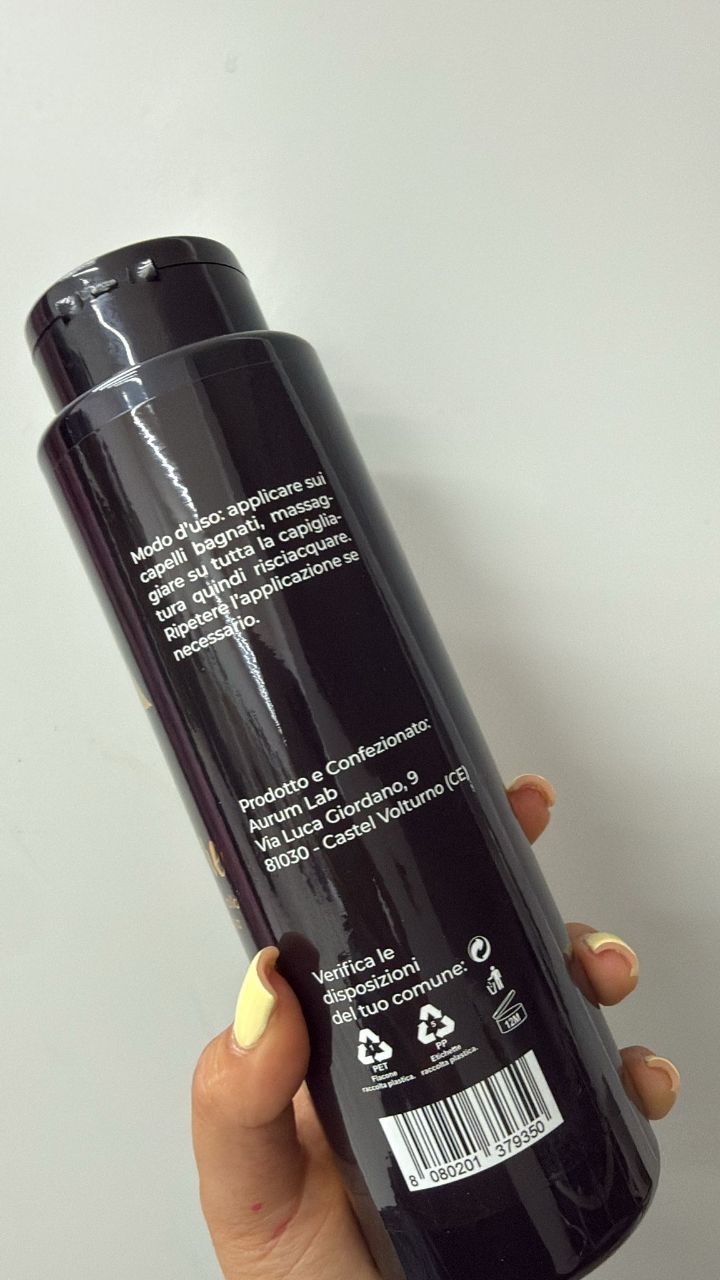 Modo d'uso: applicare sui
capelli bagnati, massag-
giare su tutta la capiglia-
tura quindi risciacquare.
Ripetere l'applicazione se
necessario.
Prodotto e Confezionato:
Aurum Lab
Via Luca Giordano, 9
81030 - Castel Volturno (CE)
Verifica le
disposizioni
del tuo comune:
1
PET
Flacone
raccolta plastica.
5
PP
Etichette
raccolta plastica.
12M
8 080201 379350